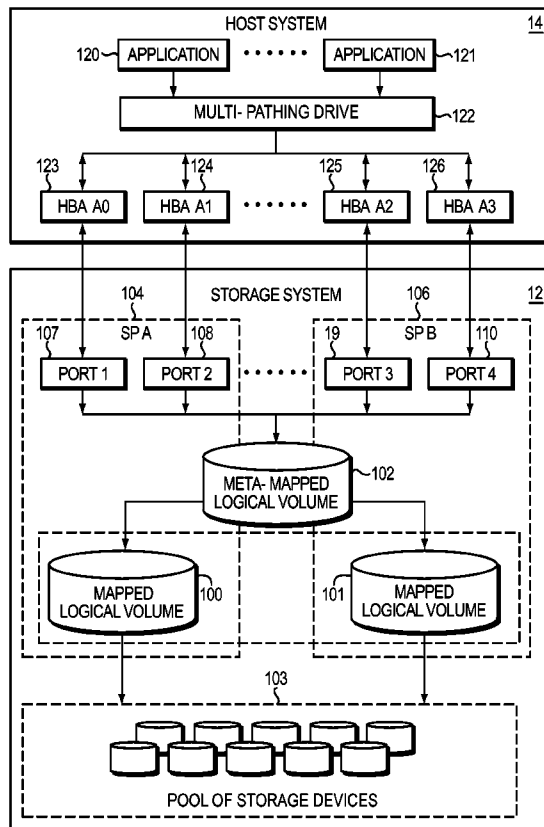 HOST SYSTEM 14
120 APPLICATION APPLICATION 121
MULTI- PATHING DRIVE 122
123 124 125 126
HBA A0 HBA A1 HBA A2 HBA A3
104 STORAGE SYSTEM 106 12
107 SP A 108 19 SP B 110
PORT 1 PORT 2 PORT 3 PORT 4
META- MAPPED
LOGICAL VOLUME
102
MAPPED
LOGICAL VOLUME
100
101
MAPPED
LOGICAL VOLUME
103
POOL OF STORAGE DEVICES